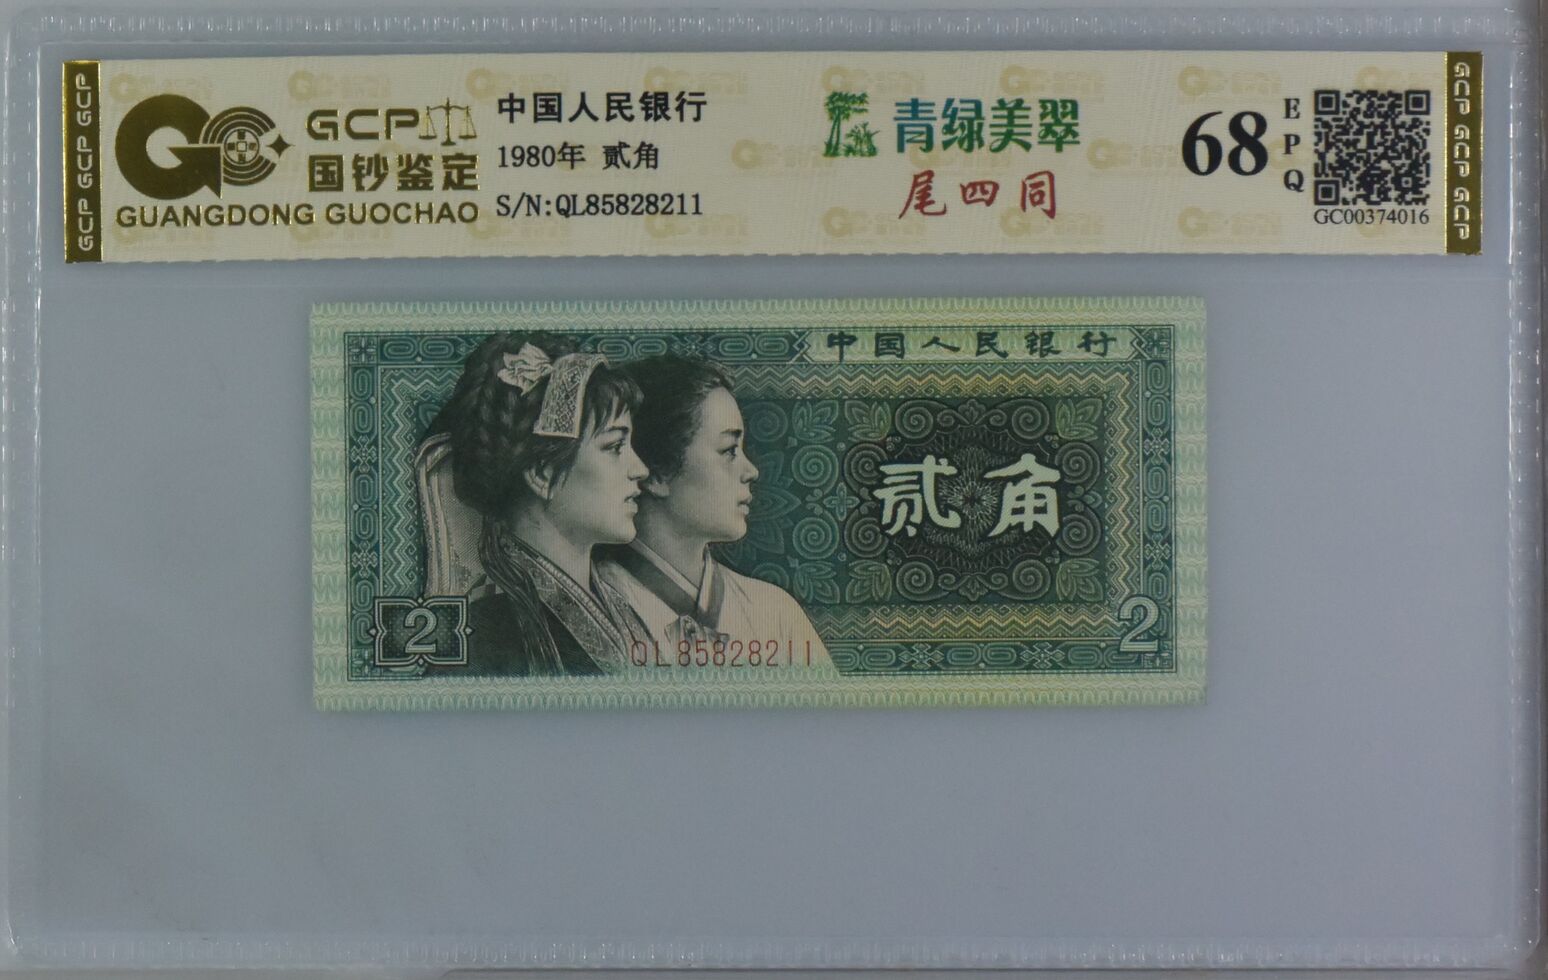 GCP GCP GCP
GCP
国钞鉴定
GUANGDONG GUOCHAO
中国人民银行
1980年 贰角
S/N:QL85828211
青绿美翠
尾四同
68
EPQ
GC00374016
GCP GCP GCP
中国人民银行
贰角
2
2
QL85828211